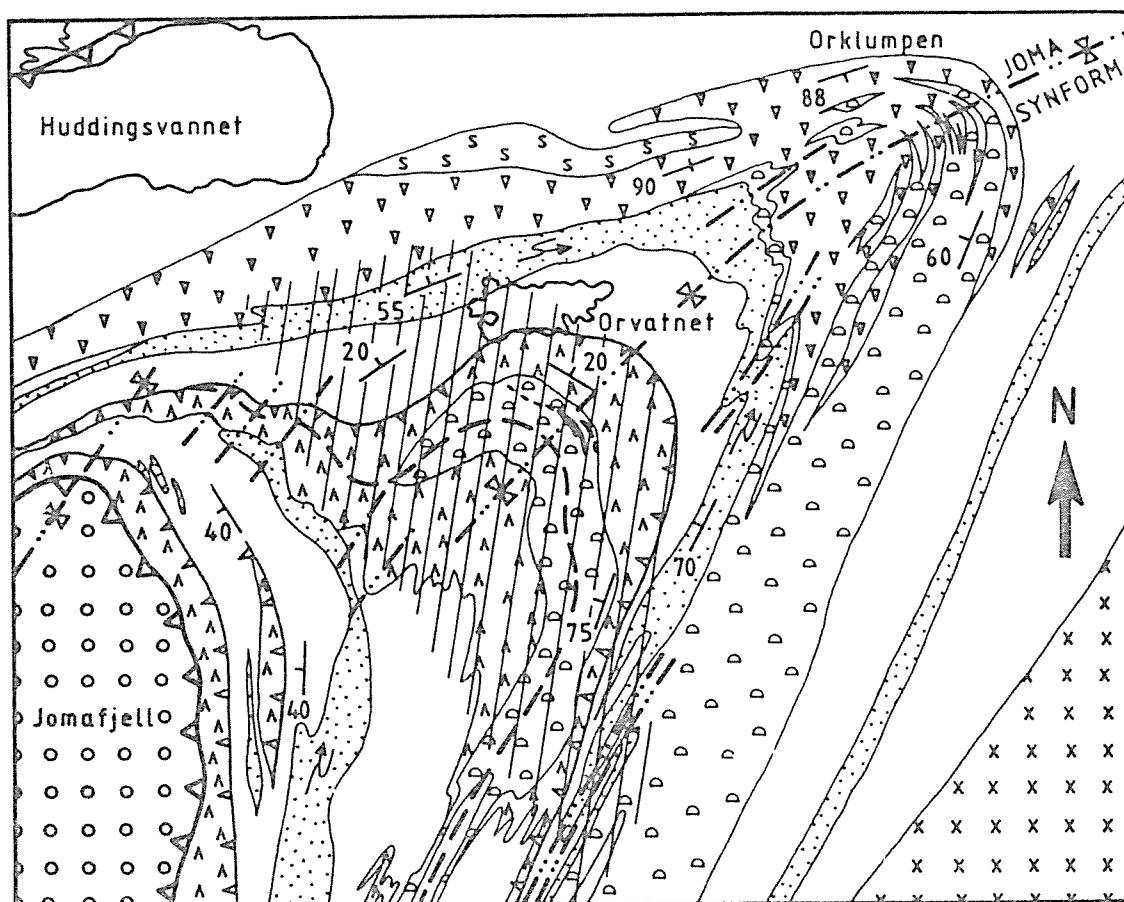 Orklumpen
JOMA
SYNFORM
88
Huddingsvannet
90
60
55
Orvatnet
20
20
N
40
70
75
40
Jomafjell